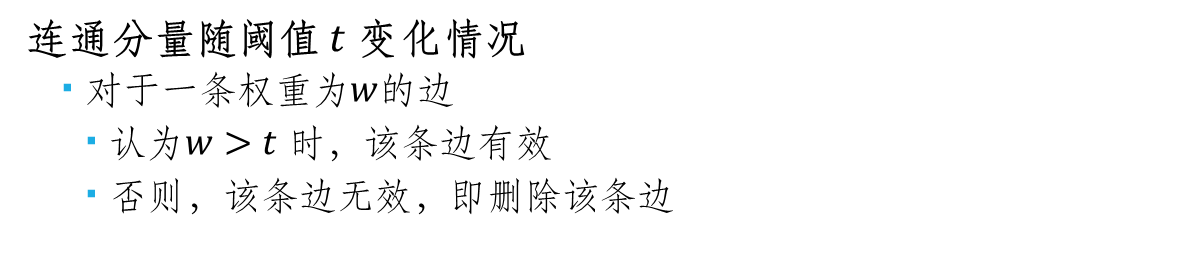 连通分量随阈值 t 变化情况
▪ 对于一条权重为w的边
▪ 认为w > t 时，该条边有效
▪ 否则，该条边无效，即删除该条边